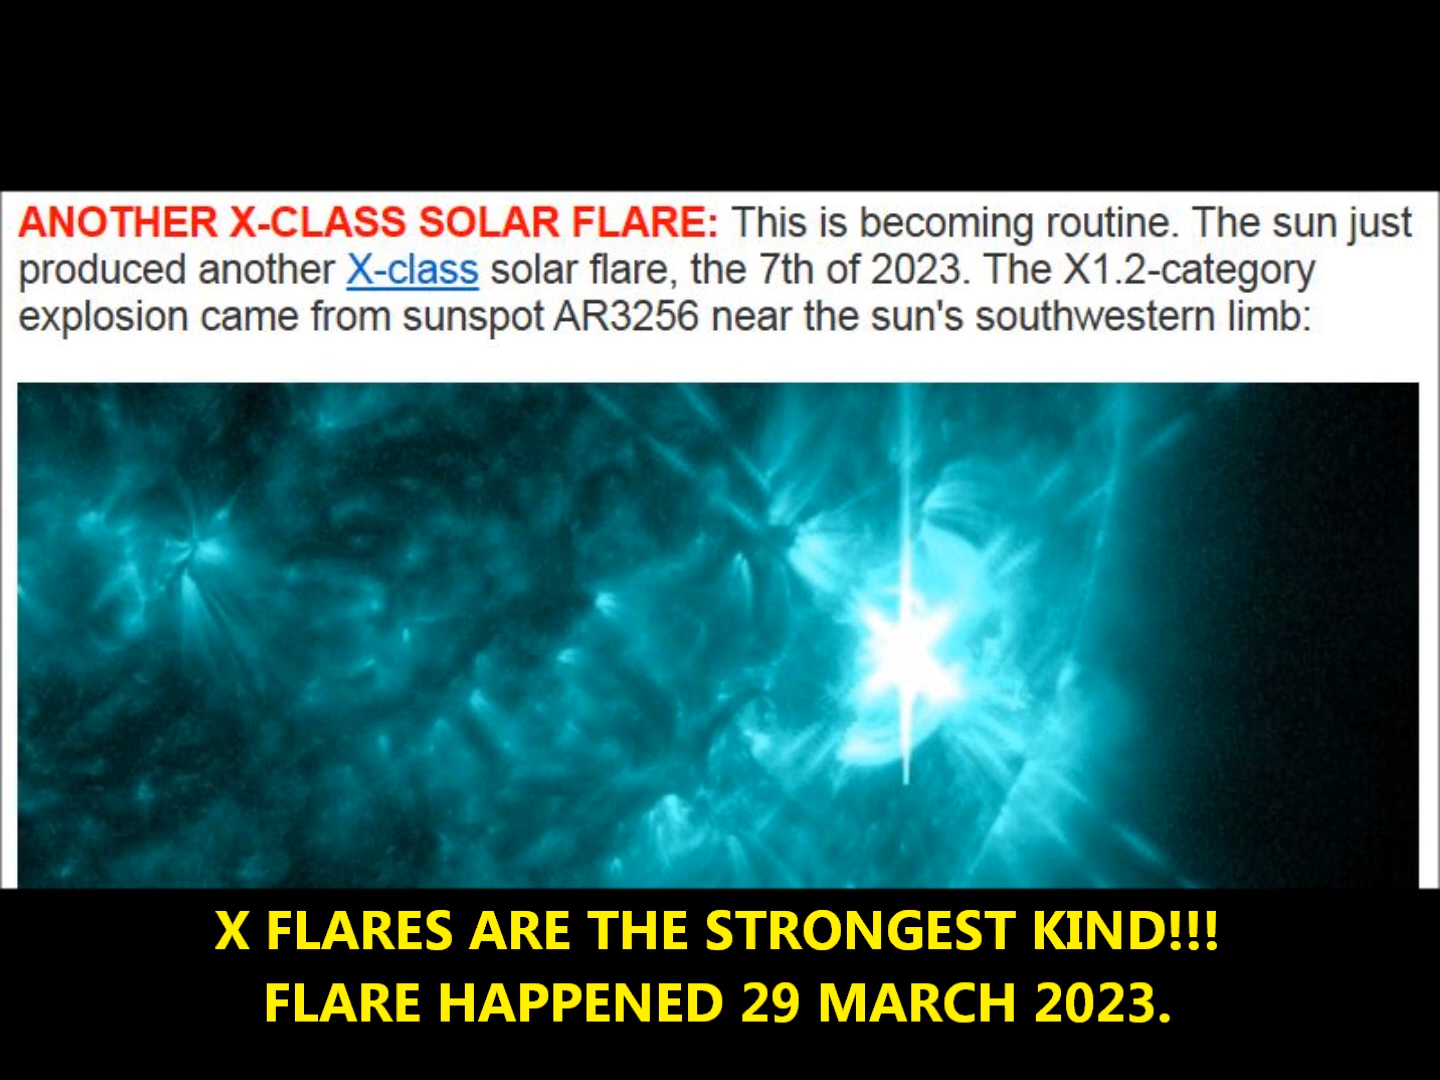 ANOTHER X-CLASS SOLAR FLARE: This is becoming routine. The sun just
produced another X-class solar flare, the 7th of 2023. The X1.2-category
explosion came from sunspot AR3256 near the sun's southwestern limb:
X FLARES ARE THE STRONGEST KIND!!!
FLARE HAPPENED 29 MARCH 2023.